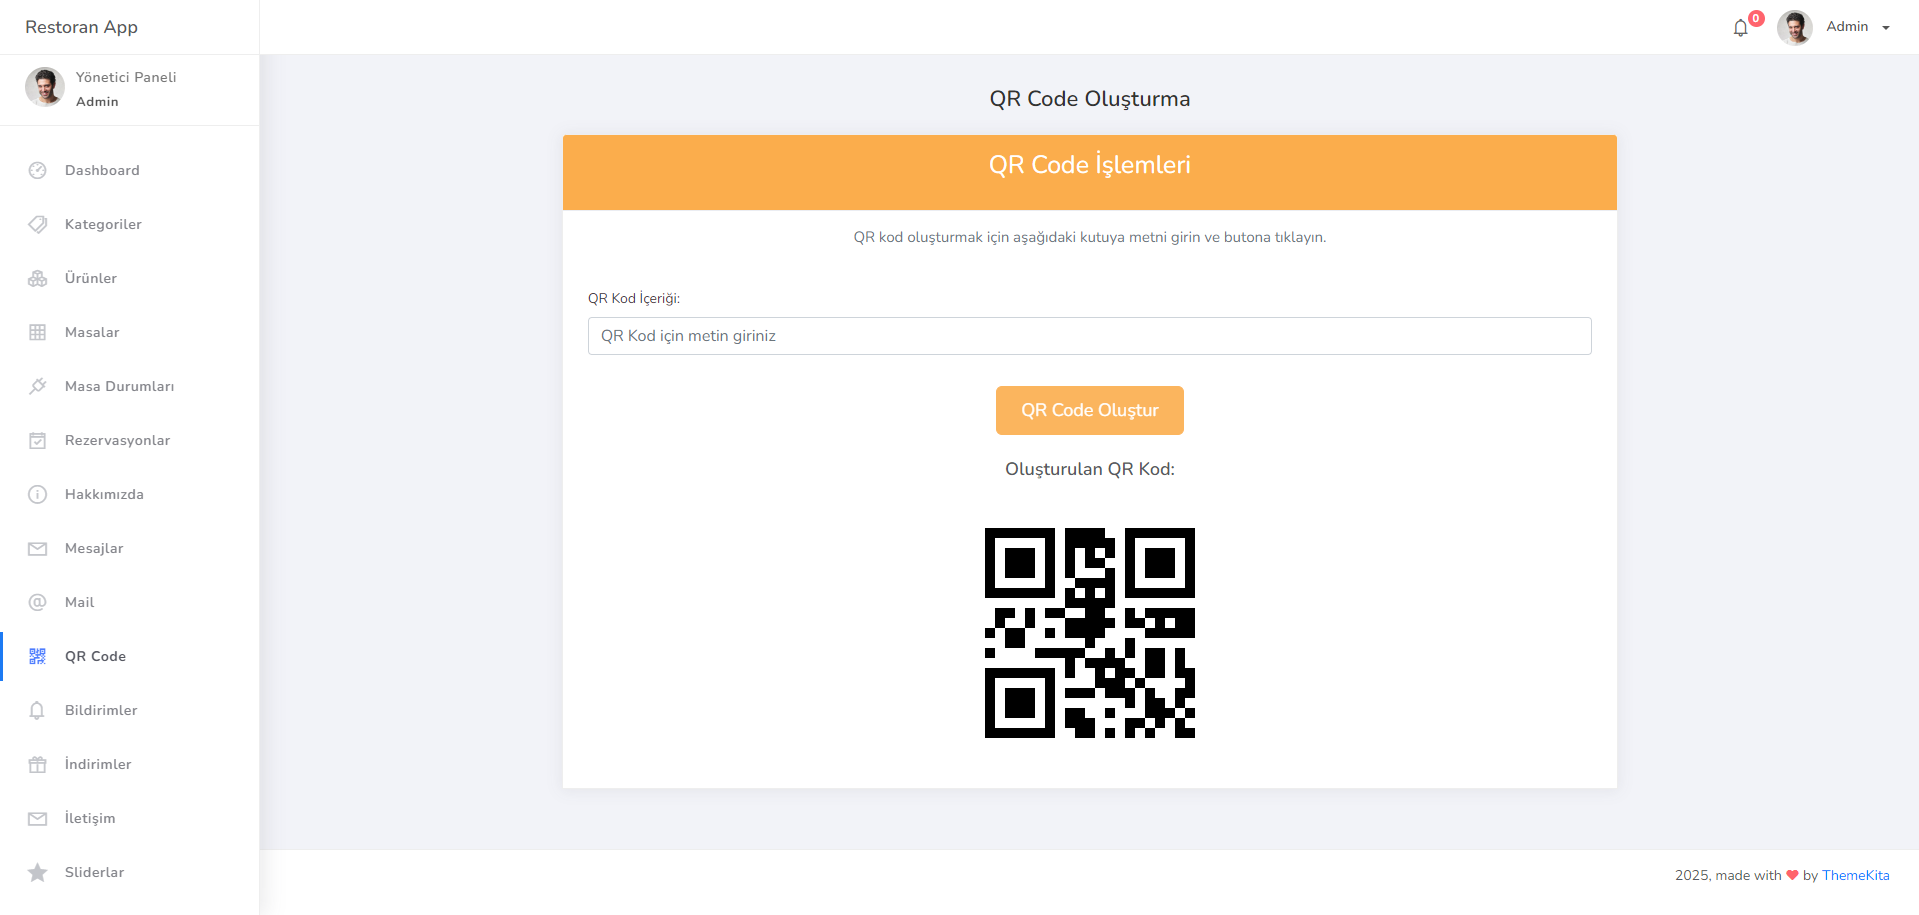 Restoran App
0
Admin
Yönetici Paneli
Admin
Dashboard
Kategoriler
Ürünler
Masalar
Masa Durumları
Rezervasyonlar
Hakkımızda
Mesajlar
Mail
QR Code
Bildirimler
İndirimler
İletişim
Sliderlar
QR Code Oluşturma
QR Code İşlemleri
QR kod oluşturmak için aşağıdaki kutuya metni girin ve butona tıklayın.
QR Kod İçeriği:
QR Kod için metin giriniz
QR Code Oluştur
Oluşturulan QR Kod:
2025, made with ❤ by ThemeKita